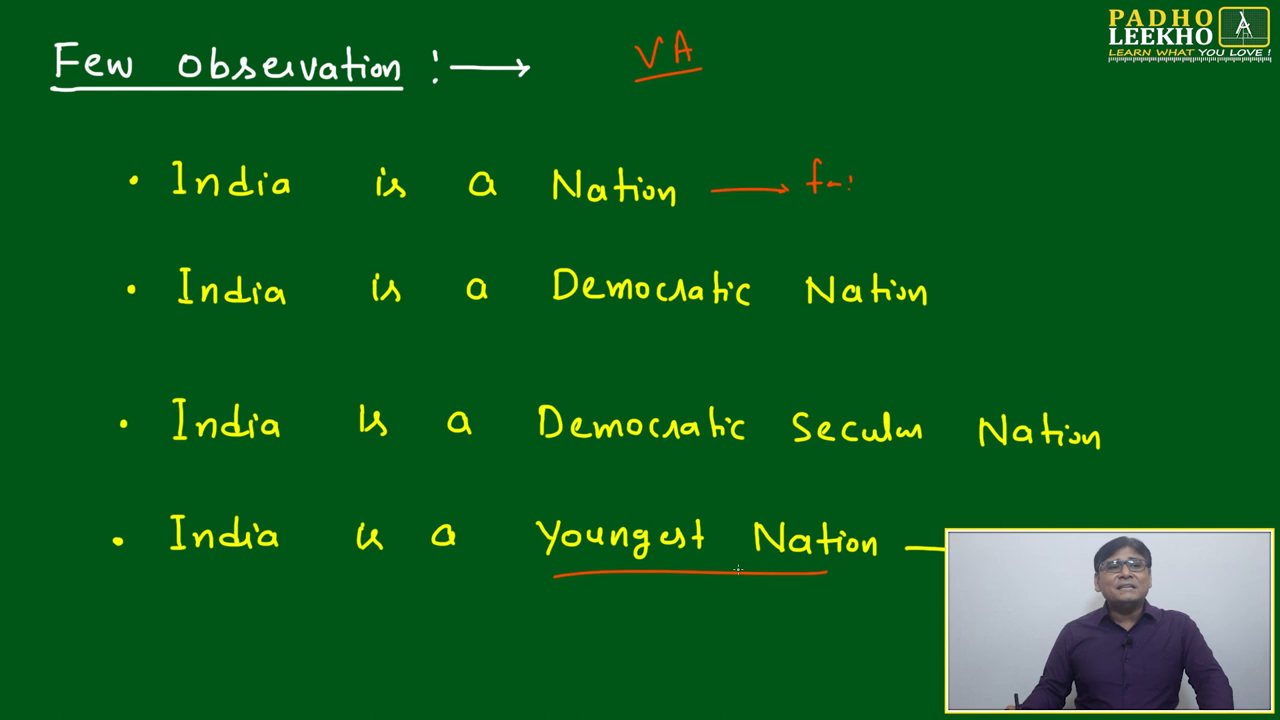 PADHO
LEEKHO
LEARN WHAT YOU LOVE !
Few observation :→ VA
• India is a Nation →
• India is a Democratic Nation
• India is a Democratic Secular Nation
• India is a Youngest Nation —